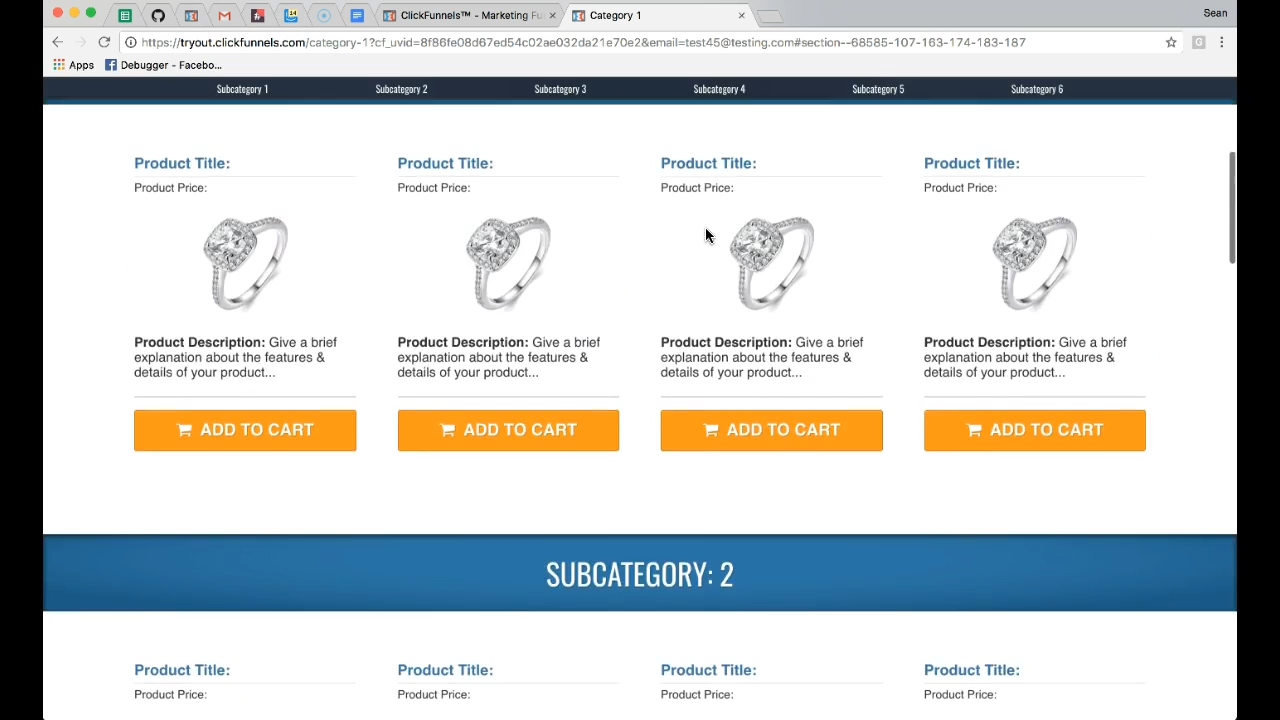 Sean
ClickFunnels™ - Marketing Fu
Category 1
https://tryout.clickfunnels.com/category-1?cf_uvid=8f86fe08d67ed54c02ae032da21e70e2&email=test45@testing.com#section--68585-107-163-174-183-187
Apps Debugger - Facebo...
Subcategory 1 Subcategory 2 Subcategory 3 Subcategory 4 Subcategory 5 Subcategory 6
Product Title: Product Title: Product Title: Product Title:
Product Price: Product Price: Product Price: Product Price:
Product Description: Give a brief
explanation about the features &
details of your product...
Product Description: Give a brief
explanation about the features &
details of your product...
Product Description: Give a brief
explanation about the features &
details of your product...
Product Description: Give a brief
explanation about the features &
details of your product...
ADD TO CART ADD TO CART ADD TO CART ADD TO CART
SUBCATEGORY: 2
Product Title: Product Title: Product Title: Product Title:
Product Price: Product Price: Product Price: Product Price: